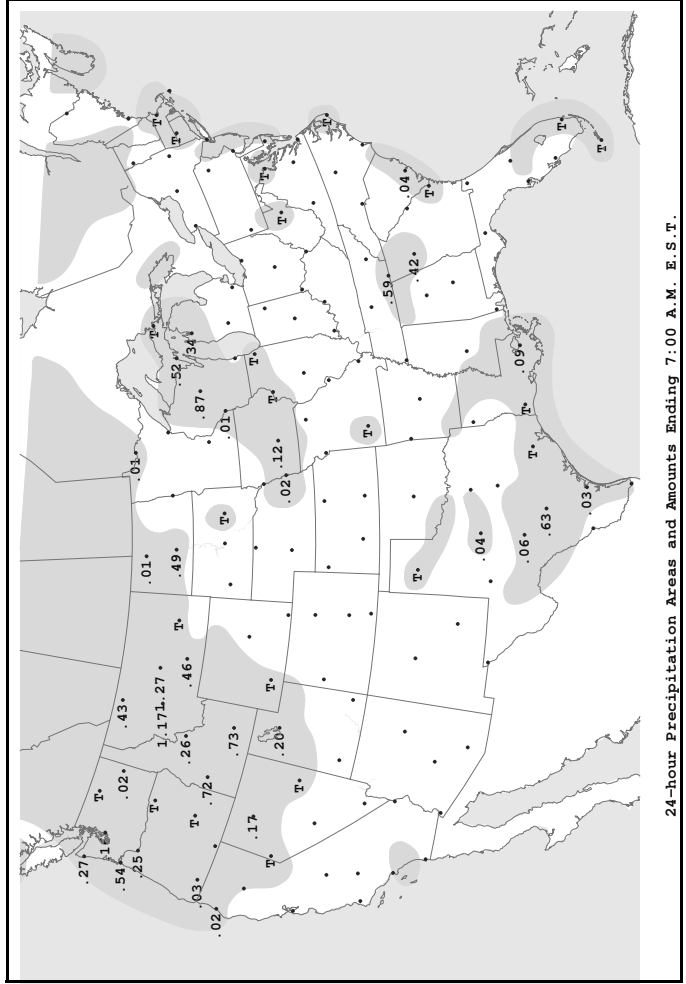 .27
T
1
.54
.43
.02
.01
.25
.01
T
T
T
1.17 1.27
T
.49
.52
T
.26
.46
.34
T
.03
.87
.72
.02
T
.01
.73
.17
T
T
T
T
T
.12
.20
T
.02
T
T
T
.59
.04
.42
T
T
.04
.09
.06
T
T
.63
T
.03
T
24-hour Precipitation Areas and Amounts Ending 7:00 A.M. E.S.T.